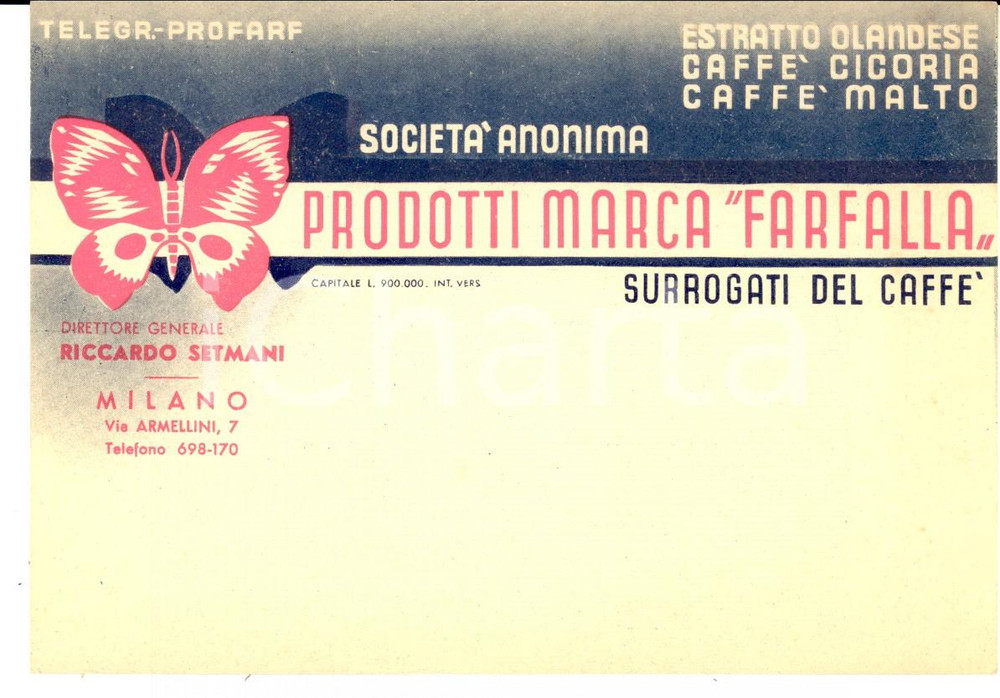 TELEGR.-PROFARF
ESTRATTO OLANDESE
CAFFE` CICORIA
CAFFE` MALTO
SOCIETA` ANONIMA
PRODOTTI MARCA "FARFALLA"
CAPITALE L. 900.000. INT. VERS.
SURROGATI DEL CAFFE`
DIRETTORE GENERALE
RICCARDO SETMANI
MILANO
Via ARMELLINI, 7
Telefono 698-170
iCharta